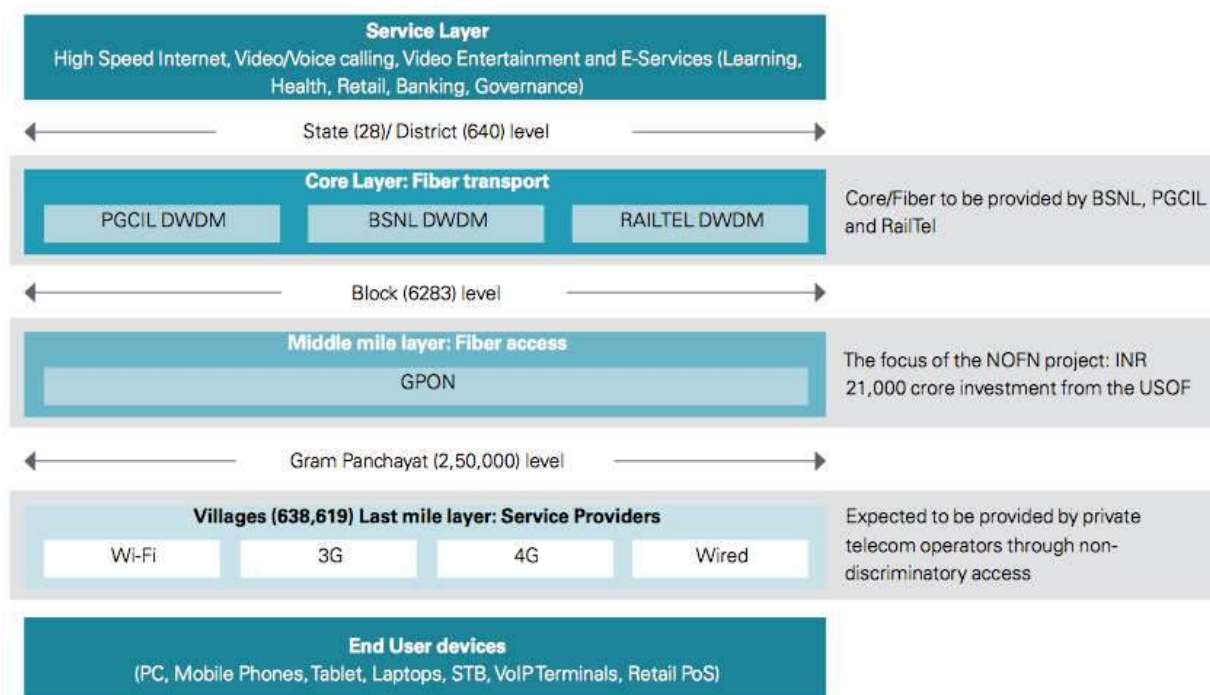 Service Layer
High Speed Internet, Video/Voice calling, Video Entertainment and E-Services (Learning,
Health, Retail, Banking, Governance)
State (28)/ District (640) level
Core Layer: Fiber transport
PGCIL DWDM
BSNL DWDM
RAILTEL DWDM
Core/Fiber to be provided by BSNL, PGCIL
and RailTel
Block (6283) level
Middle mile layer: Fiber access
GPON
The focus of the NOFN project: INR
21,000 crore investment from the USOF
Gram Panchayat (2,50,000) level
Villages (638,619) Last mile layer: Service Providers
Wi-Fi
3G
4G
Wired
Expected to be provided by private
telecom operators through non-
discriminatory access
End User devices
(PC, Mobile Phones, Tablet, Laptops, STB, VoIP Terminals, Retail PoS)